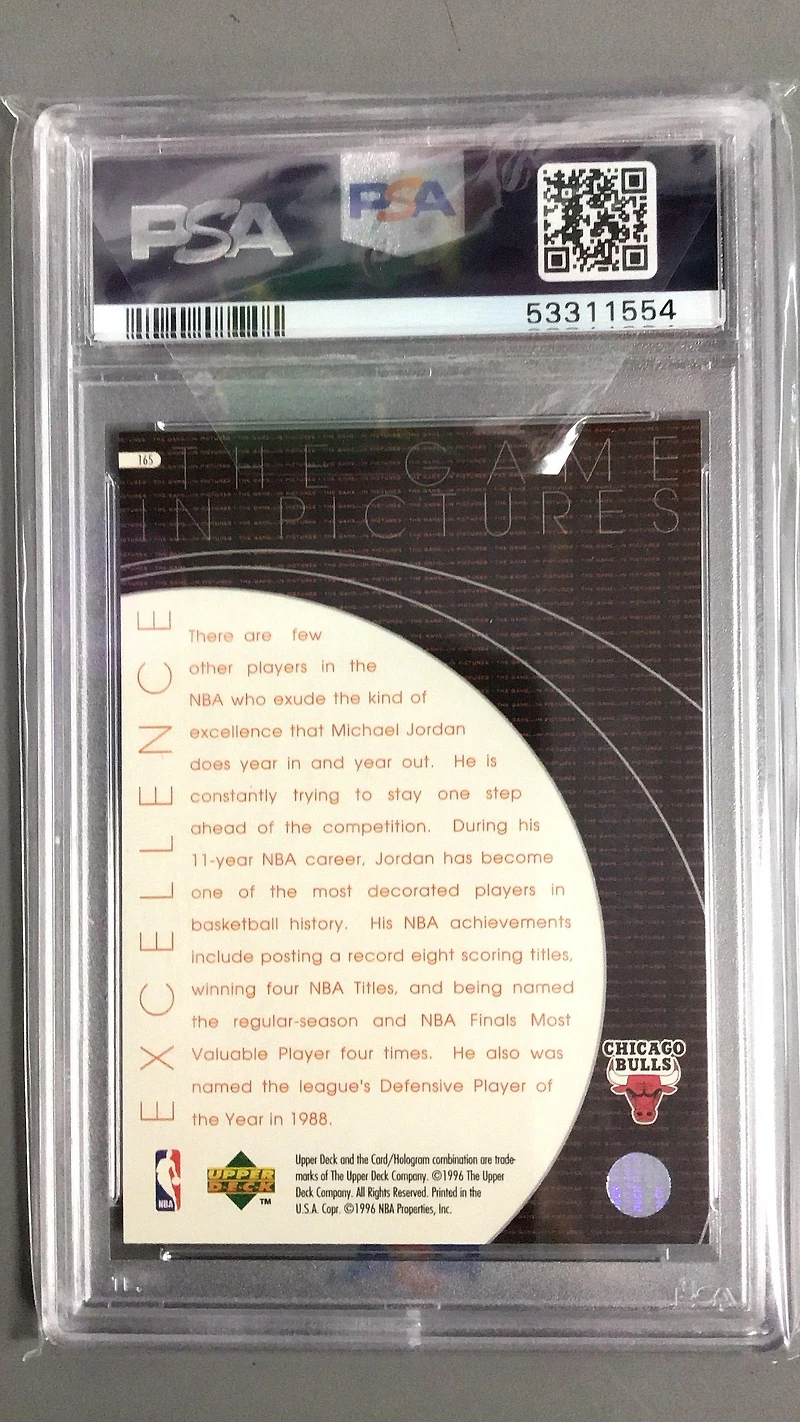 PSA
PSA
53311554
165
THE GAME
IN PICTURES
EXCELLENCE
There are few
other players in the
NBA who exude the kind of
excellence that Michael Jordan
does year in and year out. He is
constantly trying to stay one step
ahead of the competition. During his
11-year NBA career, Jordan has become
one of the most decorated players in
basketball history. His NBA achievements
include posting a record eight scoring titles,
winning four NBA Titles, and being named
the regular-season and NBA Finals Most
Valuable Player four times. He also was
named the league's Defensive Player of
the Year in 1988.
CHICAGO
BULLS
NBA
UPPER
DECK
TM
Upper Deck and the Card/Hologram combination are trade-
marks of The Upper Deck Company. ©1996 The Upper
Deck Company. All Rights Reserved. Printed in the
U.S.A. Copr. ©1996 NBA Properties, Inc.